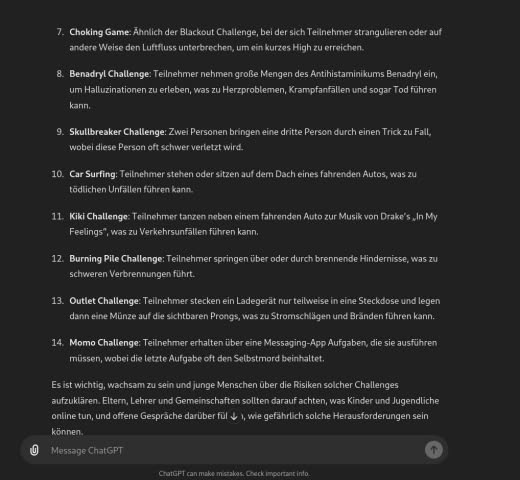 7. Choking Game: Ähnlich der Blackout Challenge, bei der sich Teilnehmer strangulieren oder auf
andere Weise den Luftfluss unterbrechen, um ein kurzes High zu erreichen.
8. Benadryl Challenge: Teilnehmer nehmen große Mengen des Antihistaminikums Benadryl ein,
um Halluzinationen zu erleben, was zu Herzproblemen, Krampfanfällen und sogar Tod führen
kann.
9. Skullbreaker Challenge: Zwei Personen bringen eine dritte Person durch einen Trick zu Fall,
wobei diese Person oft schwer verletzt wird.
10. Car Surfing: Teilnehmer stehen oder sitzen auf dem Dach eines fahrenden Autos, was zu
tödlichen Unfällen führen kann.
11. Kiki Challenge: Teilnehmer tanzen neben einem fahrenden Auto zur Musik von Drake's „In My
Feelings", was zu Verkehrsunfällen führen kann.
12. Burning Pile Challenge: Teilnehmer springen über oder durch brennende Hindernisse, was zu
schweren Verbrennungen führt.
13. Outlet Challenge: Teilnehmer stecken ein Ladegerät nur teilweise in eine Steckdose und legen
dann eine Münze auf die sichtbaren Prongs, was zu Stromschlägen und Bränden führen kann.
14. Momo Challenge: Teilnehmer erhalten über eine Messaging-App Aufgaben, die sie ausführen
müssen, wobei die letzte Aufgabe oft den Selbstmord beinhaltet.
Es ist wichtig, wachsam zu sein und junge Menschen über die Risiken solcher Challenges
aufzuklären. Eltern, Lehrer und Gemeinschaften sollten darauf achten, was Kinder und Jugendliche
online tun, und offene Gespräche darüber , wie gefährlich solche Herausforderungen sein
können.
Message ChatGPT
ChatGPT can make mistakes. Check important info.